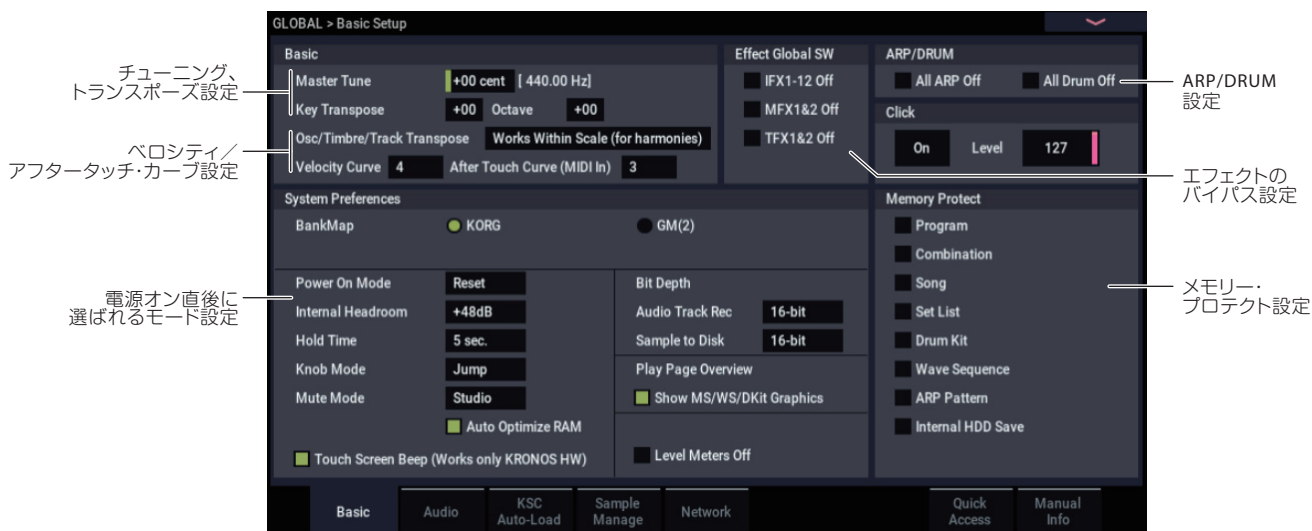 GLOBAL > Basic Setup
Basic
Master Tune +00 cent [ 440.00 Hz]
Key Transpose +00 Octave +00
Osc/Timbre/Track Transpose Works Within Scale (for harmonies)
Velocity Curve 4 After Touch Curve (MIDI In) 3
Effect Global SW
IFX1-12 Off
MFX1&2 Off
TFX1&2 Off
ARP/DRUM
All ARP Off All Drum Off
Click
On Level 127
System Preferences
BankMap KORG GM(2)
Power On Mode Reset
Internal Headroom +48dB
Hold Time 5 sec.
Knob Mode Jump
Mute Mode Studio
Auto Optimize RAM
Touch Screen Beep (Works only KRONOS HW)
Bit Depth
Audio Track Rec 16-bit
Sample to Disk 16-bit
Play Page Overview
Show MS/WS/DKit Graphics
Level Meters Off
Memory Protect
Program
Combination
Song
Set List
Drum Kit
Wave Sequence
ARP Pattern
Internal HDD Save
Basic
Audio
KSC
Auto-Load
Sample
Manage
Network
Quick
Access
Manual
Info
チューニング、
トランスポーズ設定
ベロシティ／
アフタータッチ・カーブ設定
電源オン直後に
選ばれるモード設定
ARP/DRUM
設定
エフェクトの
バイパス設定
メモリー・
プロテクト設定